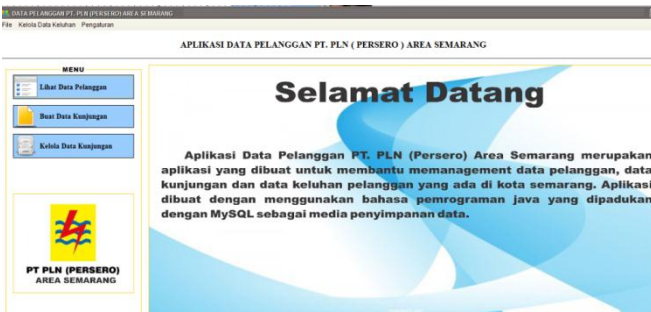 DATA PELANGGAN PT. PLN (PERSERO) AREA SEMARANG
File Kelola Data Keluhan Pengaturan
APLIKASI DATA PELANGGAN PT. PLN ( PERSERO ) AREA SEMARANG
MENU
Lihat Data Pelanggan
Buat Data Kunjungan
Kelola Data Kunjungan
PT PLN (PERSERO)
AREA SEMARANG
Selamat Datang
Aplikasi Data Pelanggan PT. PLN (Persero) Area Semarang merupakan
aplikasi yang dibuat untuk membantu memanagement data pelanggan, data
kunjungan dan data keluhan pelanggan yang ada di kota semarang. Aplikasi
dibuat dengan menggunakan bahasa pemrograman java yang dipadukan
dengan MySQL sebagai media penyimpanan data.